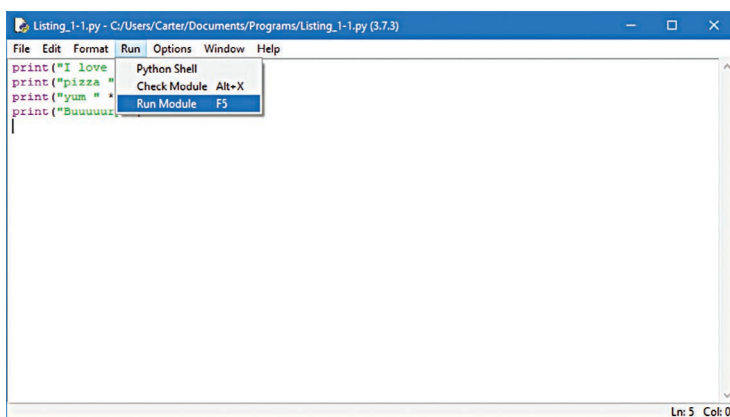 Listing_1-1.py - C:/Users/Carter/Documents/Programs/Listing_1-1.py (3.7.3)
File Edit Format Run Options Window Help
print("I love
print("pizza "
print("yum " *
print("Buuuuur
Python Shell
Check Module Alt+X
Run Module F5
Ln: 5 Col: 0